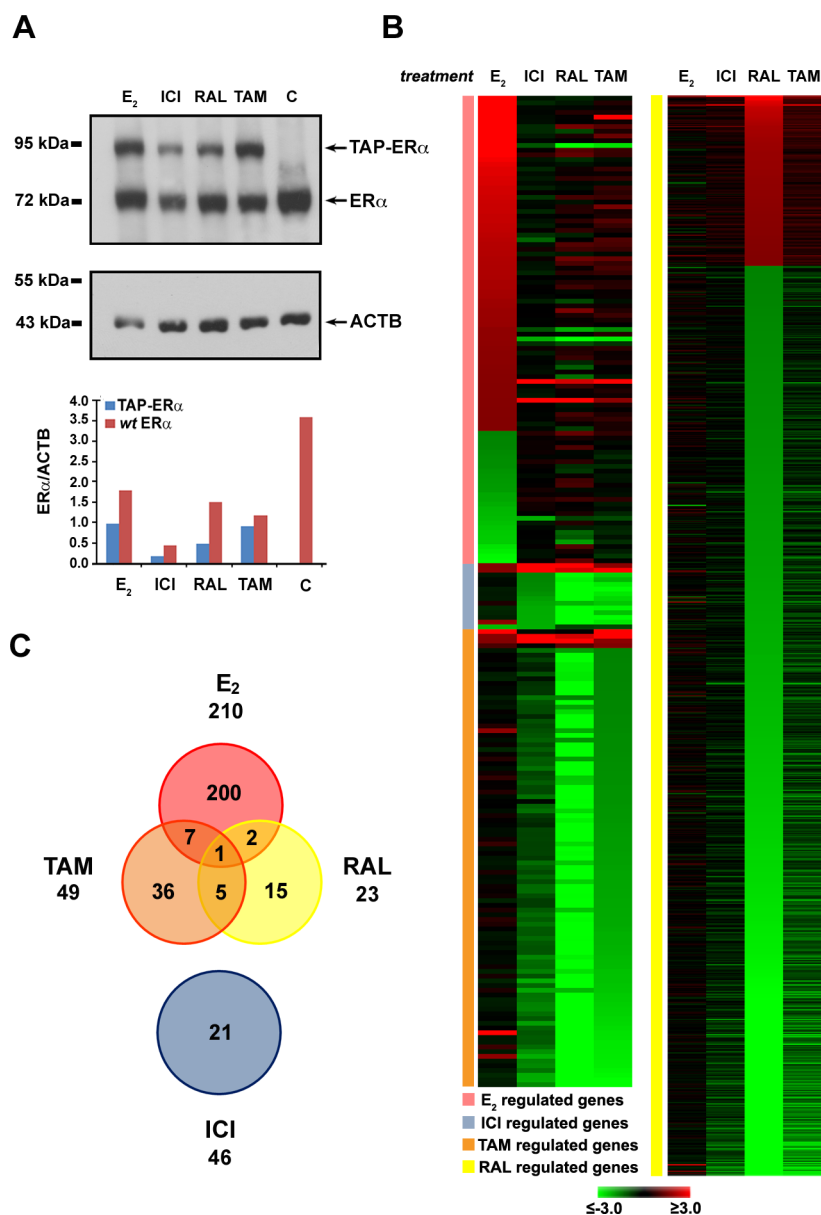 A
E₂ ICI RAL TAM C
95 kDa
TAP-ERα
72 kDa
ERα
55 kDa
43 kDa
ACTB
4.0
3.5
3.0
2.5
2.0
1.5
1.0
0.5
0.0
ERα/ACTB
TAP-ERα
wt ERα
E₂ ICI RAL TAM C
B
treatment E₂ ICI RAL TAM
E₂ ICI RAL TAM
E₂ regulated genes
ICI regulated genes
TAM regulated genes
RAL regulated genes
≤-3.0 ≥3.0
C
E₂
210
200
7 1 2
TAM
49
36 5 15
RAL
23
21
ICI
46